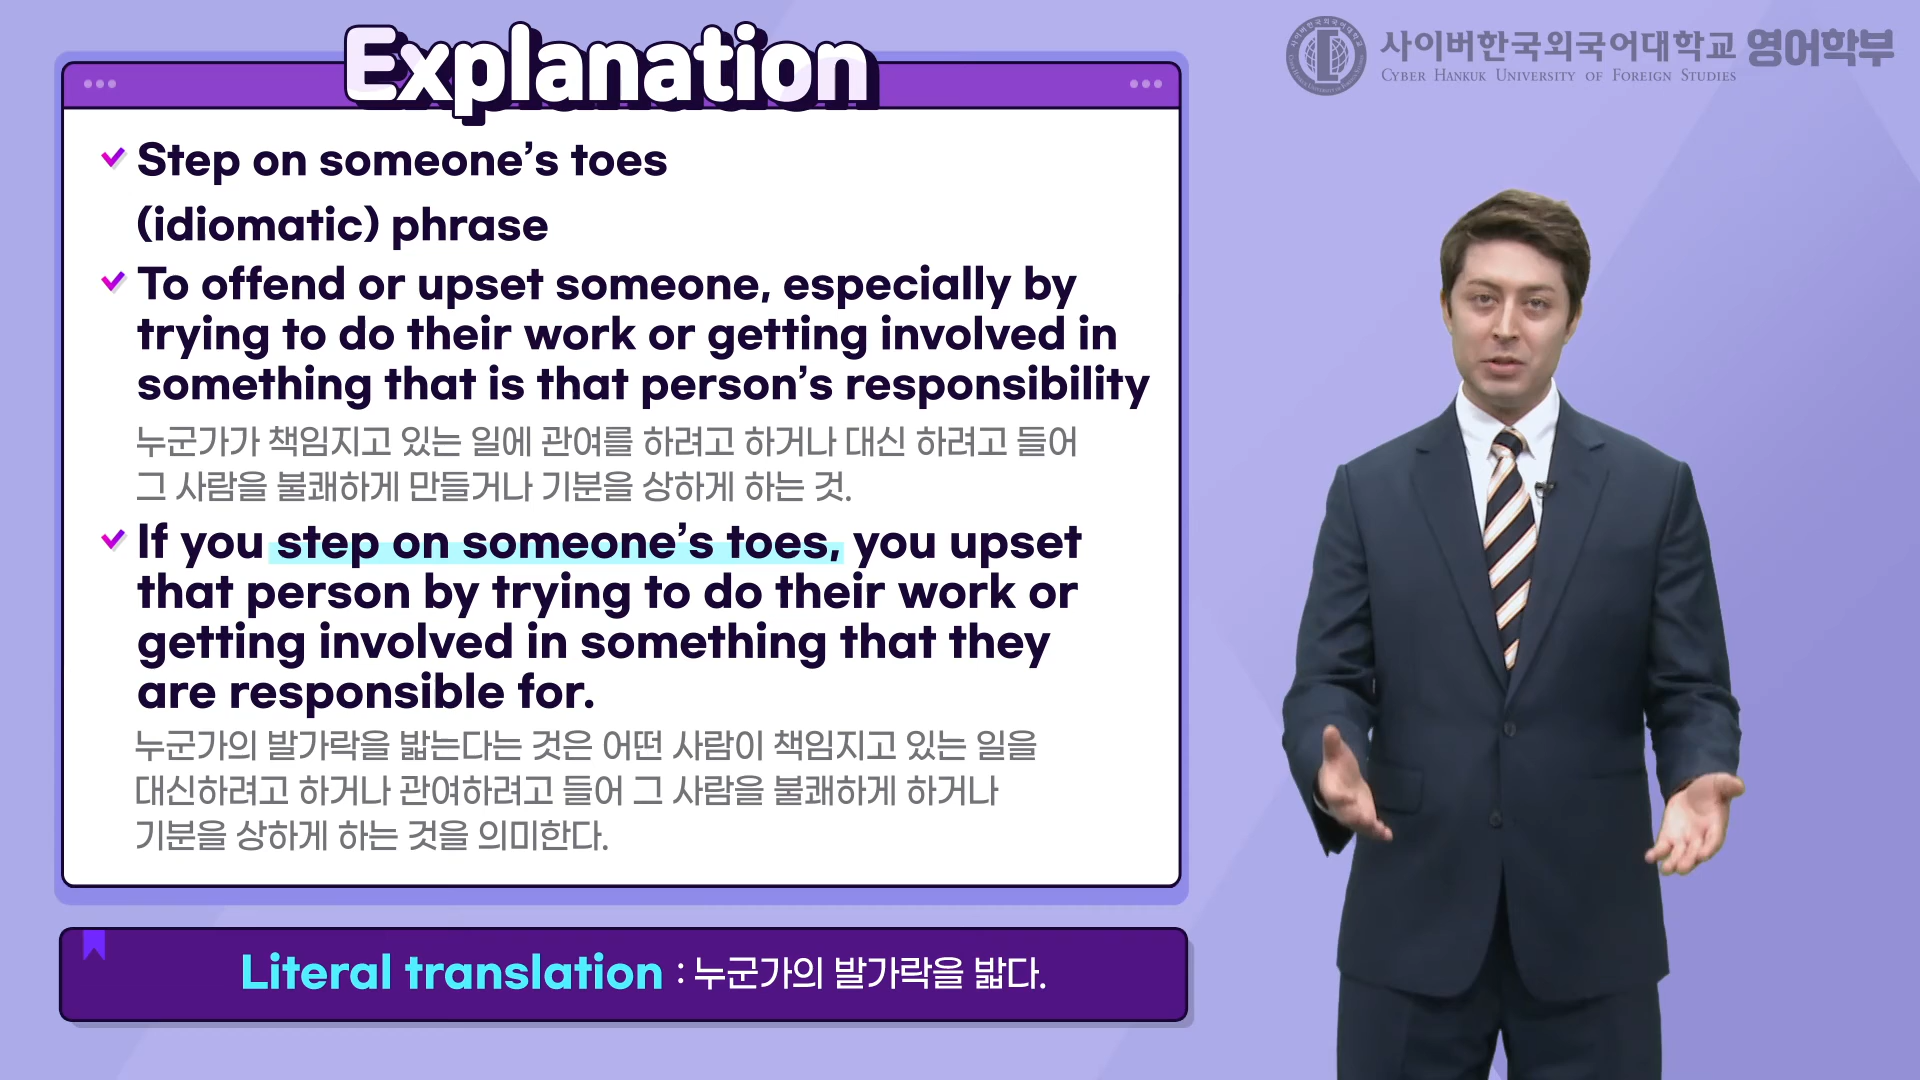 Explanation
사이버한국외국어대학교 영어학부
CYBER HANKUK UNIVERSITY OF FOREIGN STUDIES
Step on someone’s toes
(idiomatic) phrase
To offend or upset someone, especially by
trying to do their work or getting involved in
something that is that person’s responsibility
누군가가 책임지고 있는 일에 관여를 하려고 하거나 대신 하려고 들어
그 사람을 불쾌하게 만들거나 기분을 상하게 하는 것.
If you step on someone’s toes, you upset
that person by trying to do their work or
getting involved in something that they
are responsible for.
누군가의 발가락을 밟는다는 것은 어떤 사람이 책임지고 있는 일을
대신하려고 하거나 관여하려고 들어 그 사람을 불쾌하게 하거나
기분을 상하게 하는 것을 의미한다.
Literal translation : 누군가의 발가락을 밟다.